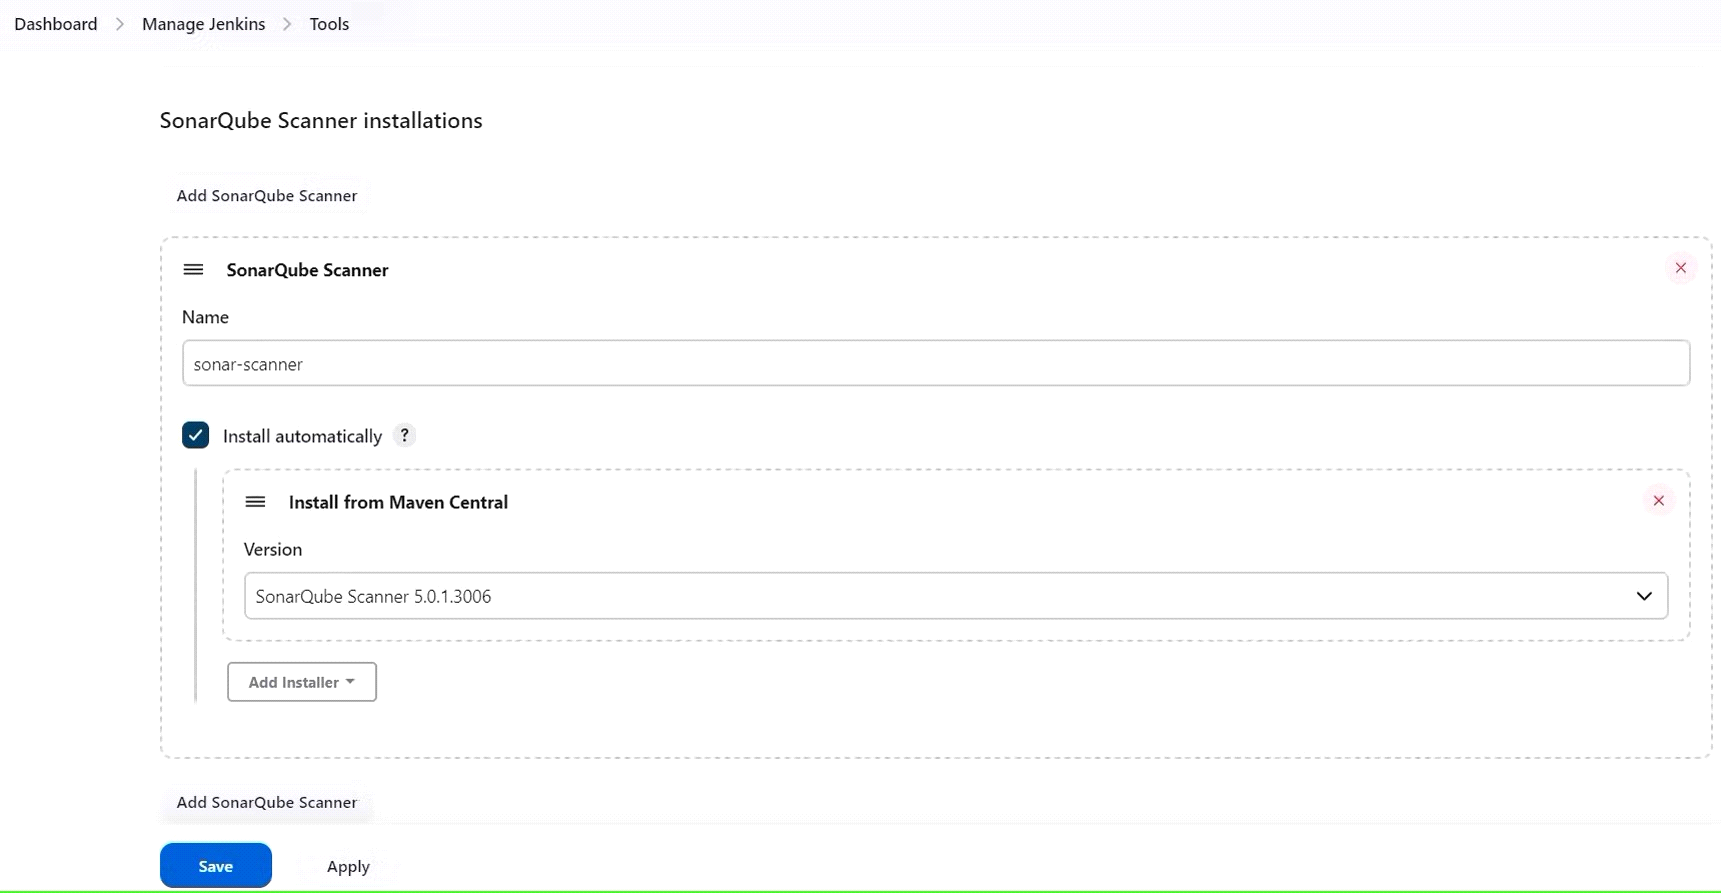 Dashboard > Manage Jenkins > Tools
SonarQube Scanner installations
Add SonarQube Scanner
SonarQube Scanner
Name
sonar-scanner
Install automatically ?
Install from Maven Central
Version
SonarQube Scanner 5.0.1.3006
Add Installer
Add SonarQube Scanner
Save Apply